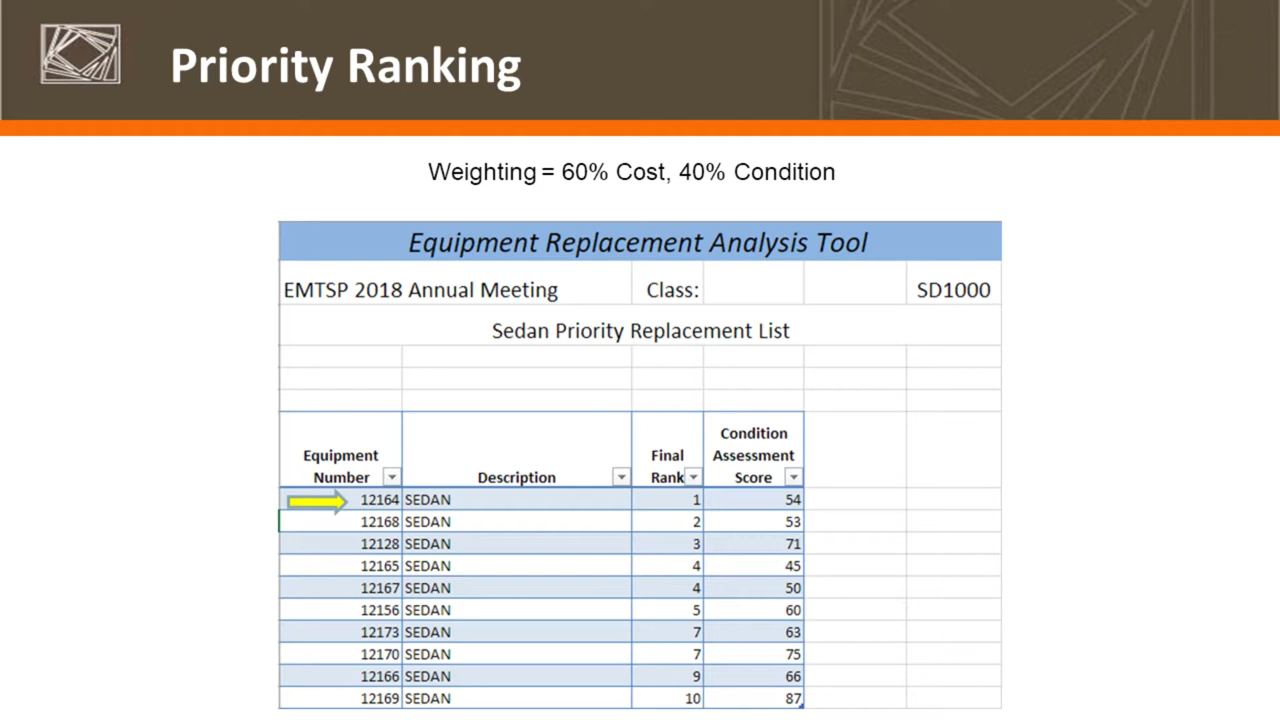 Priority Ranking
Weighting = 60% Cost, 40% Condition
Equipment Replacement Analysis Tool
EMTSP 2018 Annual Meeting Class: SD1000
Sedan Priority Replacement List
Equipment Number Description Final Rank Condition Assessment Score
12164 SEDAN 1 54
12168 SEDAN 2 53
12128 SEDAN 3 71
12165 SEDAN 4 45
12167 SEDAN 4 50
12156 SEDAN 5 60
12173 SEDAN 7 63
12170 SEDAN 7 75
12166 SEDAN 9 66
12169 SEDAN 10 87